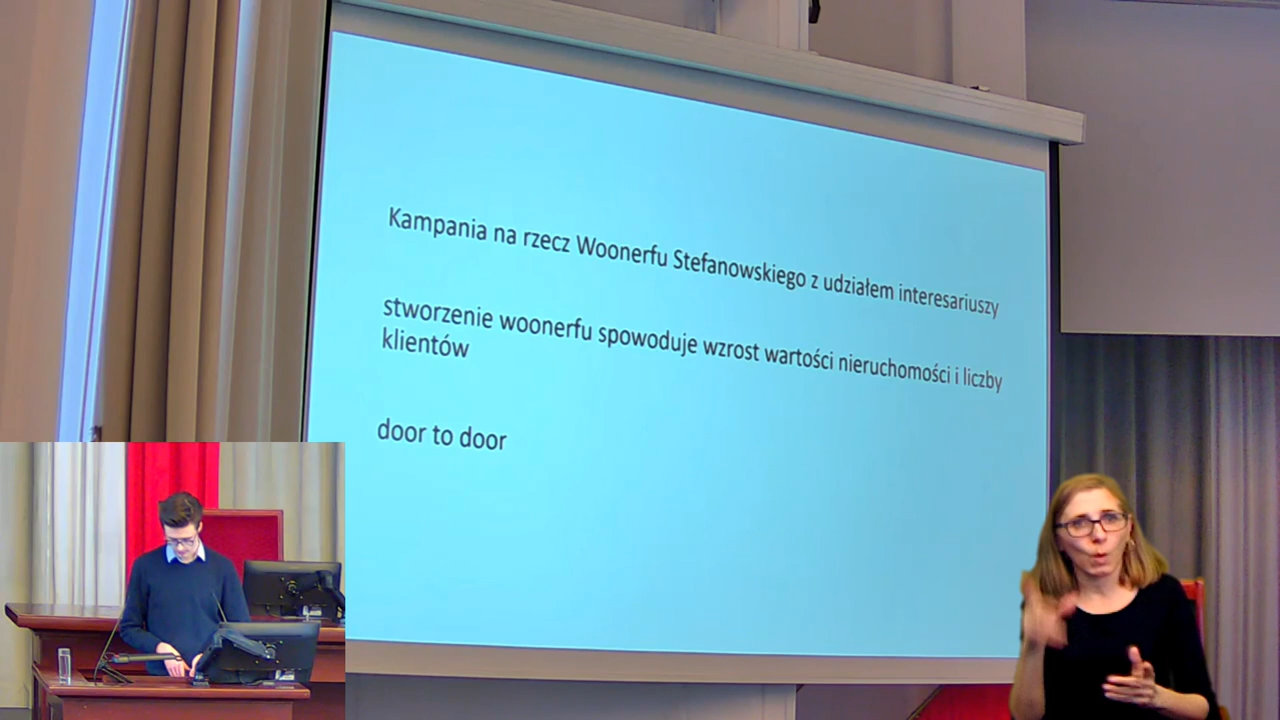 Kampania na rzecz Woonerfu Stefanowskiego z udziałem interesariuszy
stworzenie woonerfu spowoduje wzrost wartości nieruchomości i liczby
klientów
door to door